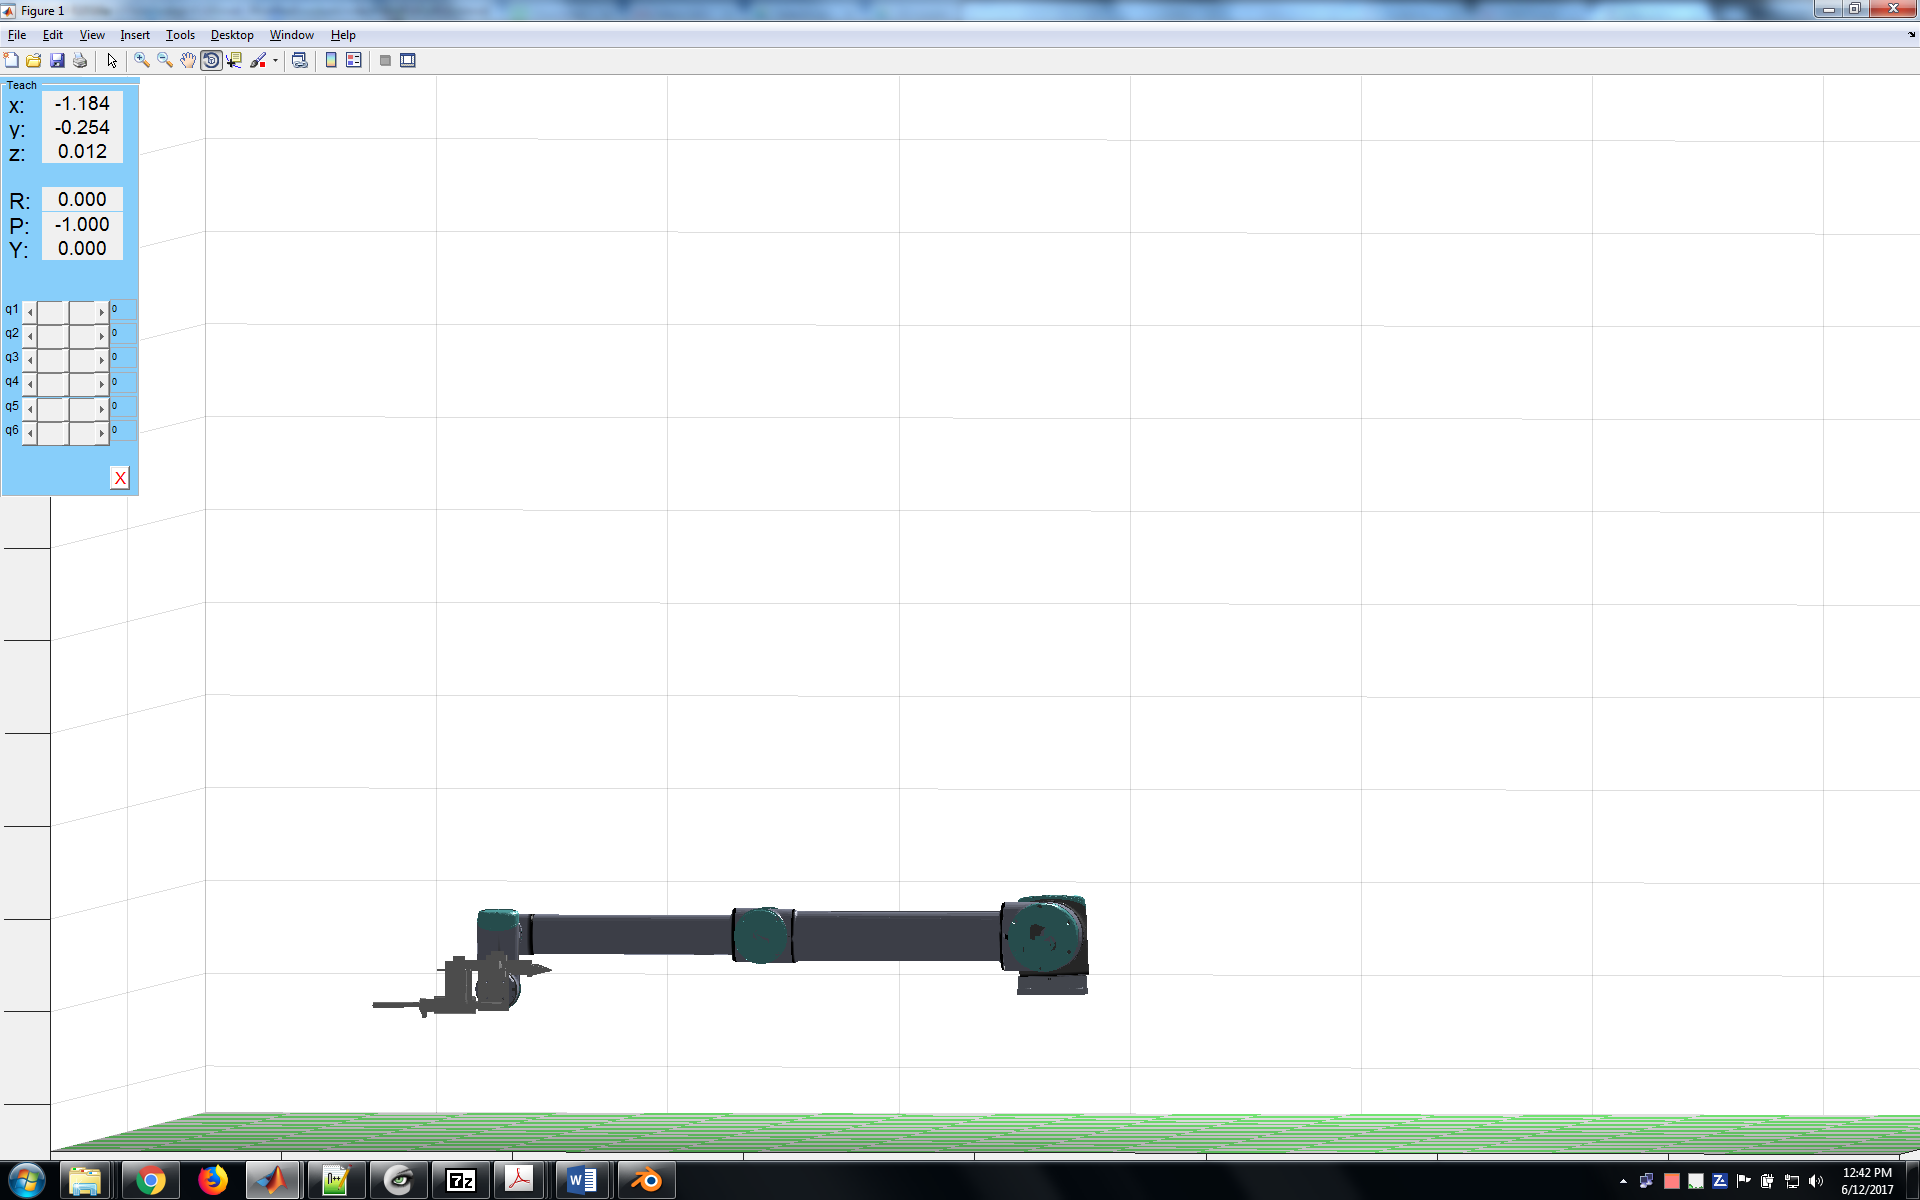 Figure 1
File Edit View Insert Tools Desktop Window Help
Teach
x: -1.184
y: -0.254
z: 0.012
R: 0.000
P: -1.000
Y: 0.000
q1 0
q2 0
q3 0
q4 0
q5 0
q6 0
X
7z
W
Z
12:42 PM
6/12/2017